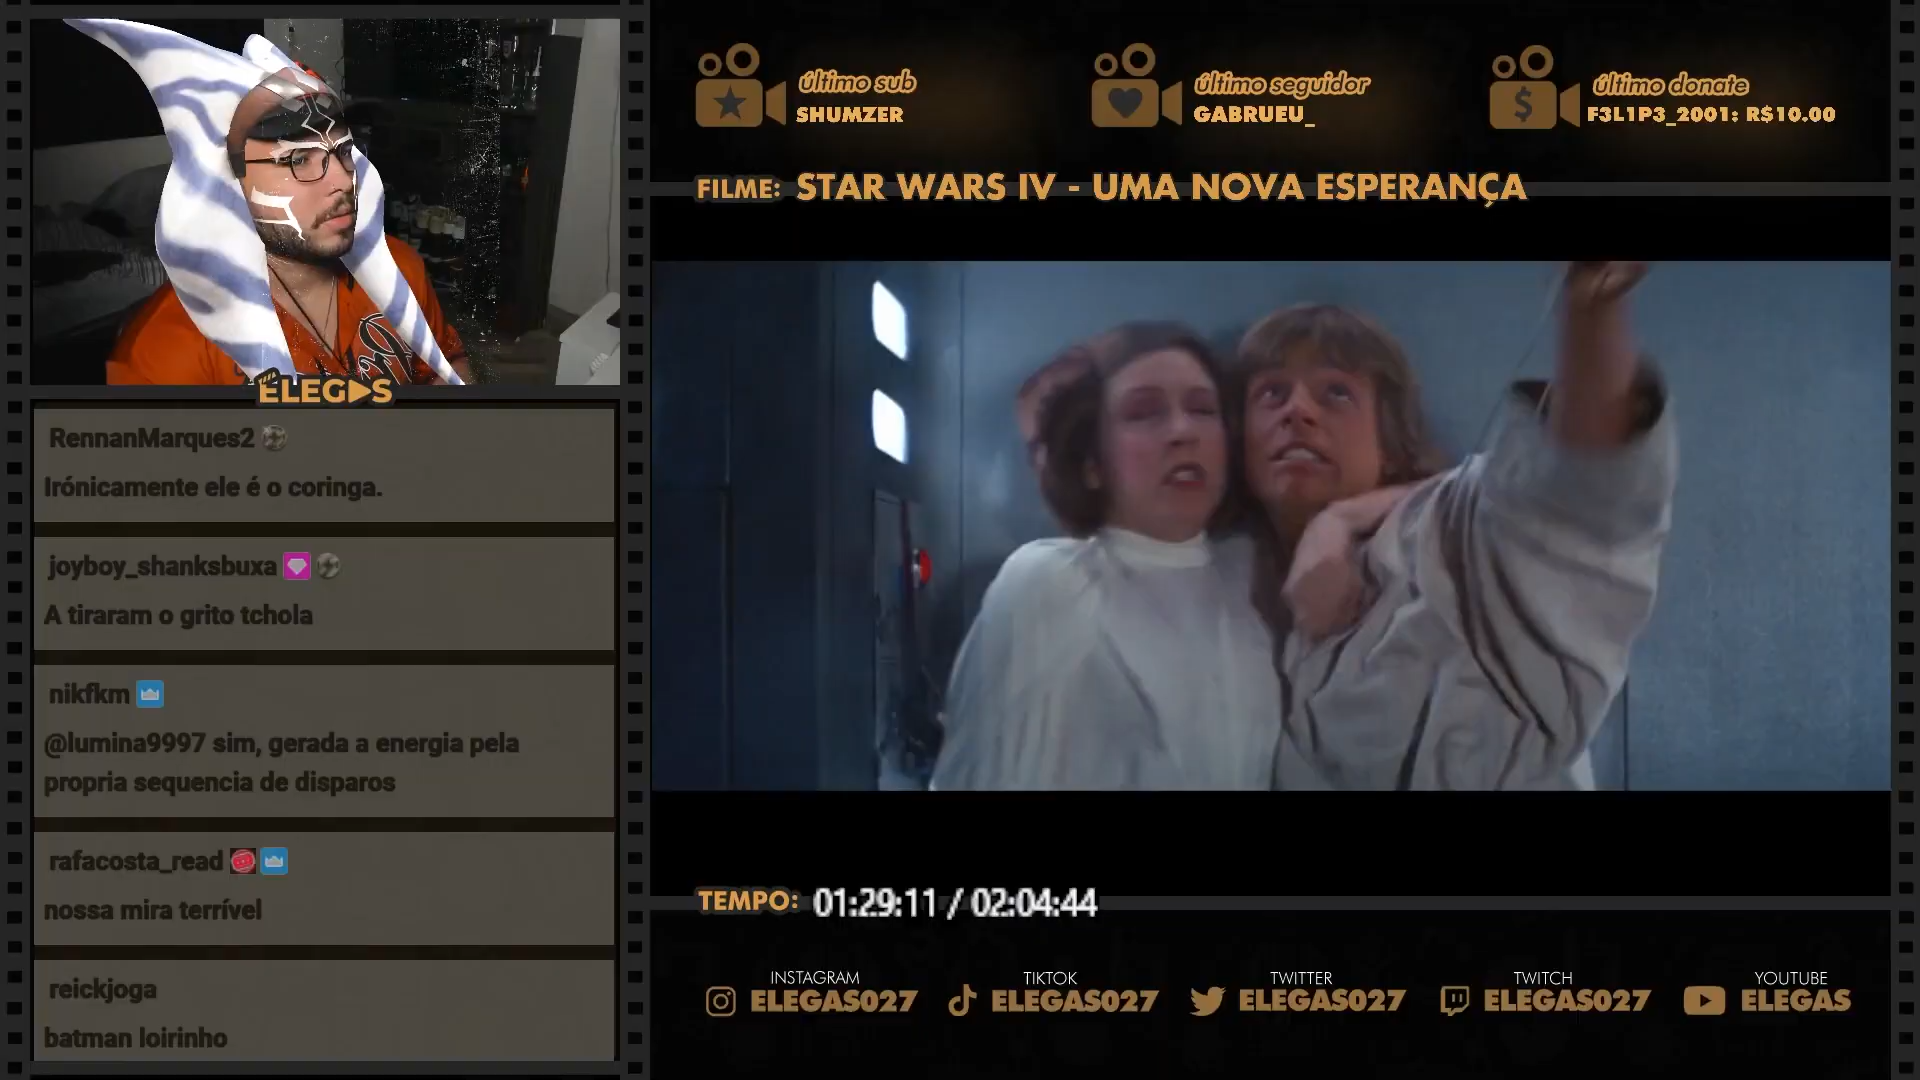 último sub
SHUMZER
último seguidor
GABRUEU_
último donate
F3L1P3_2001: R$10.00
FILME: STAR WARS IV - UMA NOVA ESPERANÇA
ELEGAS
RennanMarques2
Irónicamente ele é o coringa.
joyboy_shanksbuxa
A tiraram o grito tchola
nikfkm
@lumina9997 sim, gerada a energia pela
propria sequencia de disparos
rafacosta_read
nossa mira terrível
reickjoga
batman loirinho
TEMPO: 01:29:11 / 02:04:44
INSTAGRAM
ELEGAS027
TIKTOK
ELEGAS027
TWITTER
ELEGAS027
TWITCH
ELEGAS027
YOUTUBE
ELEGAS